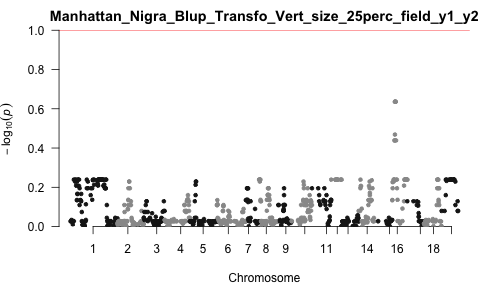 Manhattan_Nigra_Blup_Transfo_Vert_size_25perc_field_y1_y2
1.0
0.8
0.6
0.4
0.2
0.0
− log₁₀(p)
1 2 3 4 5 6 7 8 9 11 14 16 18
Chromosome